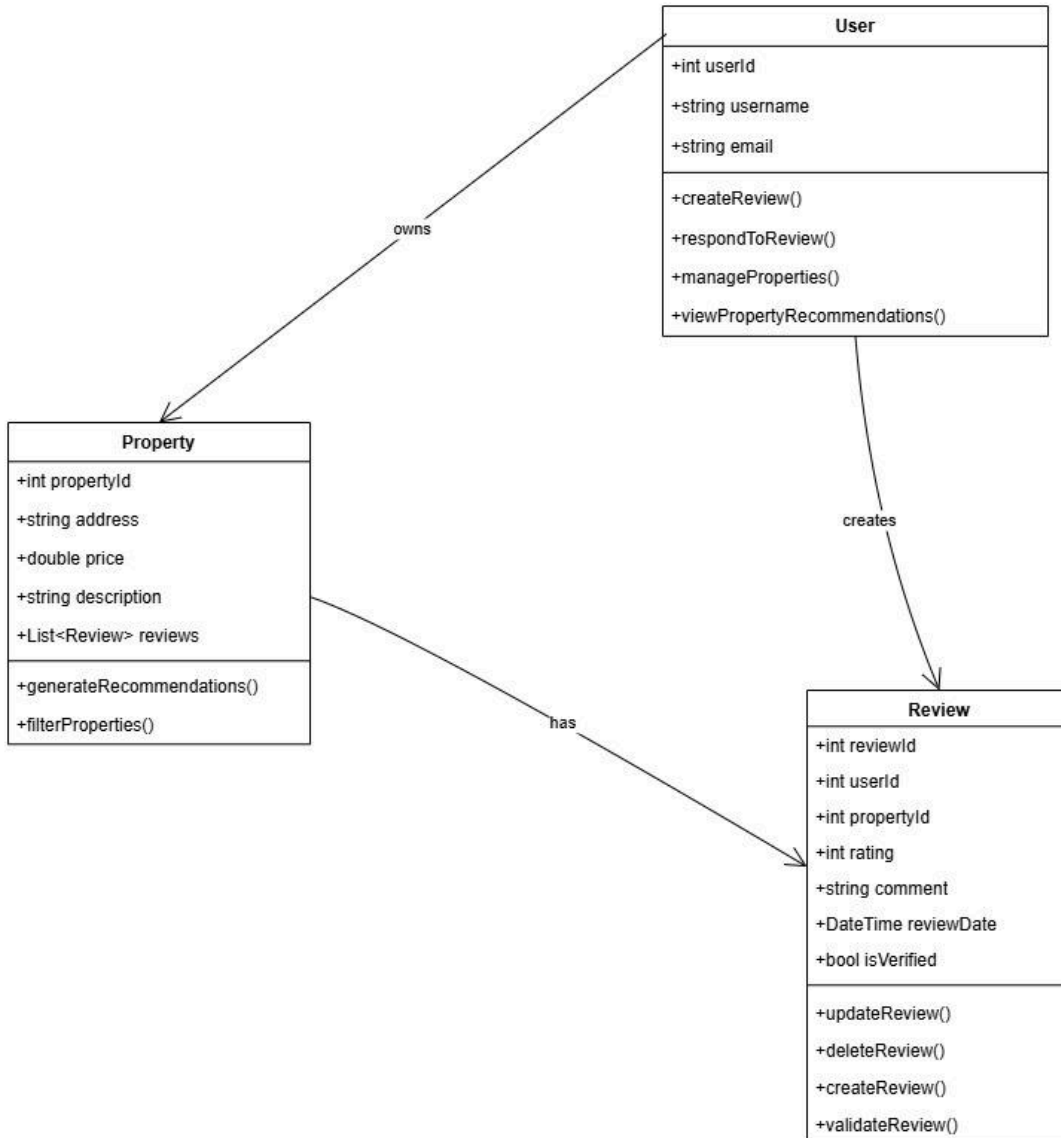 User
+int userId
+string username
+string email
+createReview()
+respondToReview()
+manageProperties()
+viewPropertyRecommendations()
owns
Property
+int propertyId
+string address
+double price
+string description
+List<Review> reviews
+generateRecommendations()
+filterProperties()
creates
has
Review
+int reviewId
+int userId
+int propertyId
+int rating
+string comment
+DateTime reviewDate
+bool isVerified
+updateReview()
+deleteReview()
+createReview()
+validateReview()